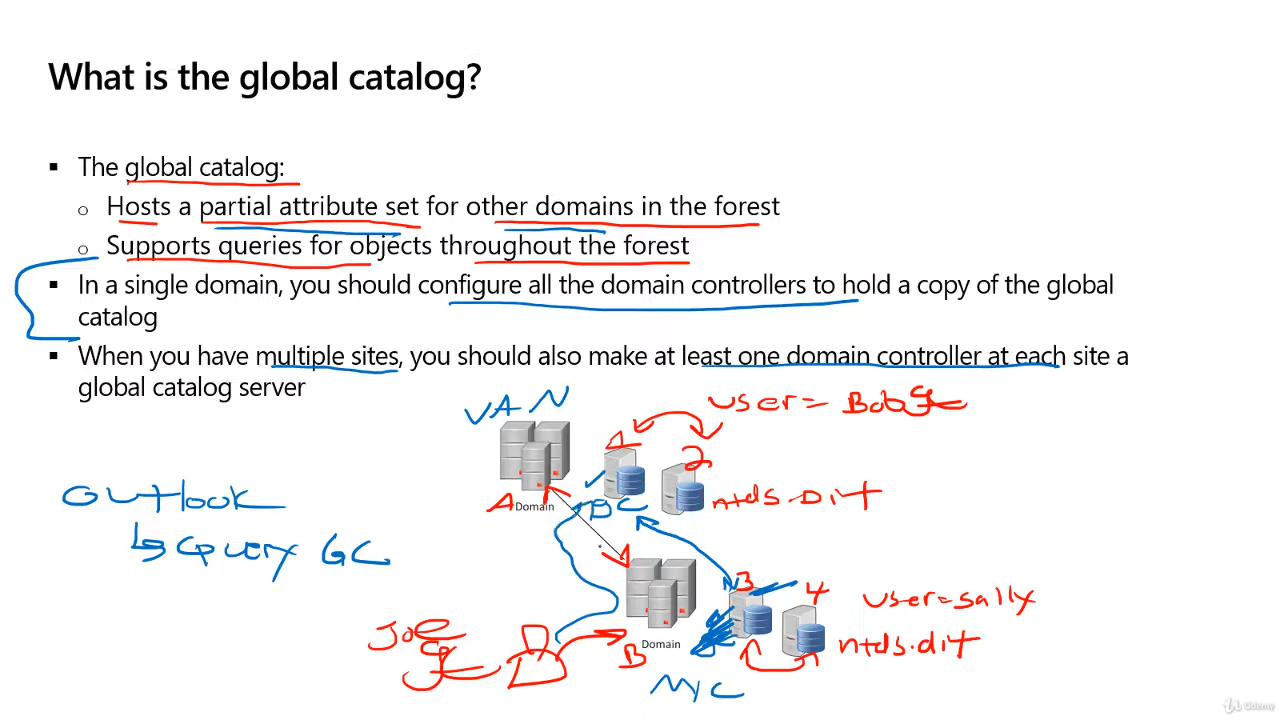 What is the global catalog?
▪ The global catalog:
o Hosts a partial attribute set for other domains in the forest
o Supports queries for objects throughout the forest
▪ In a single domain, you should configure all the domain controllers to hold a copy of the global
catalog
▪ When you have multiple sites, you should also make at least one domain controller at each site a
global catalog server
VAN
user = Bob
1
2
Outlook
A
Domain
DC
ntds.DIT
Query GC
3
4
user = sally
Joe
B
Domain
ntds.dit
NYC
Udemy